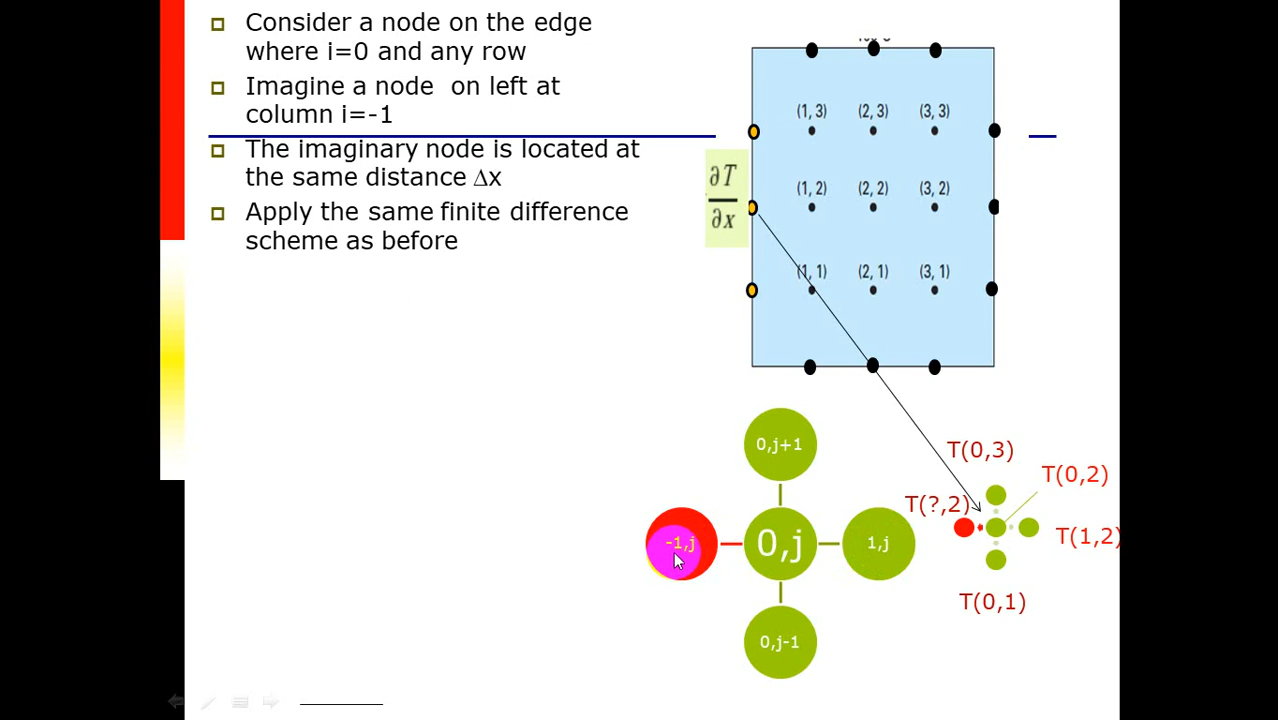 Consider a node on the edge
where i=0 and any row
Imagine a node on left at
column i=-1
The imaginary node is located at
the same distance Δx
Apply the same finite difference
scheme as before
(1, 3) (2, 3) (3, 3)
∂T
∂x
(1, 2) (2, 2) (3, 2)
(1, 1) (2, 1) (3, 1)
0,j+1
-1,j 0,j 1,j
0,j-1
T(0,3)
T(0,2)
T(?,2)
T(1,2)
T(0,1)